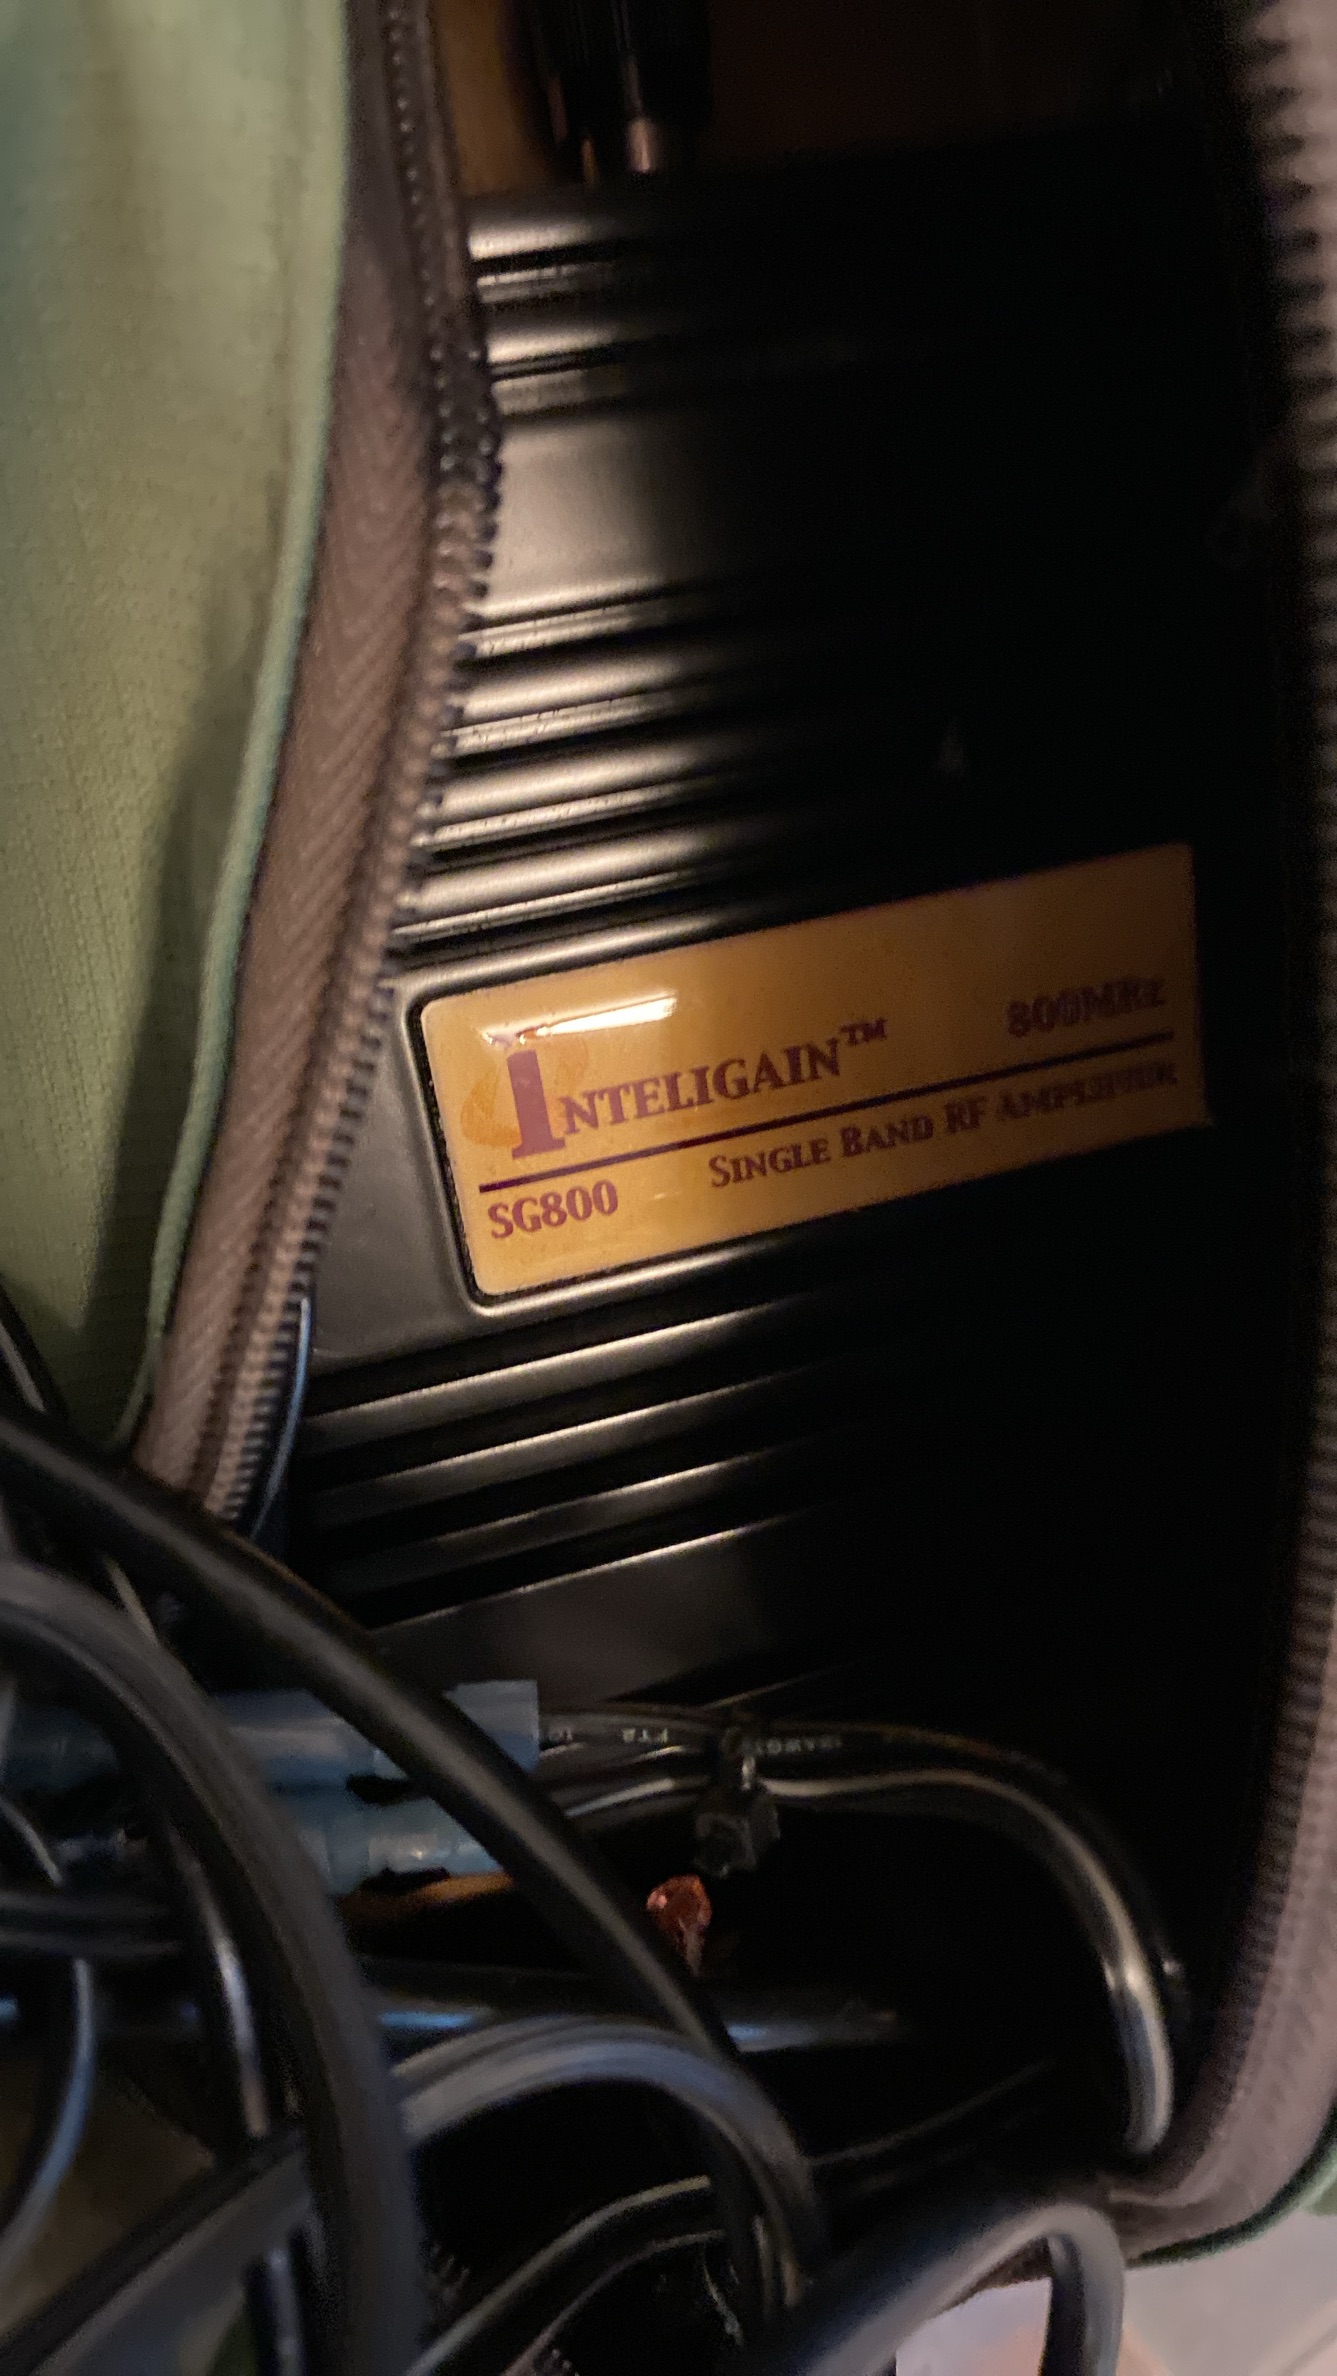 INTELIGAIN™ 800MHz
SG800 SINGLE BAND RF AMPLIFIER